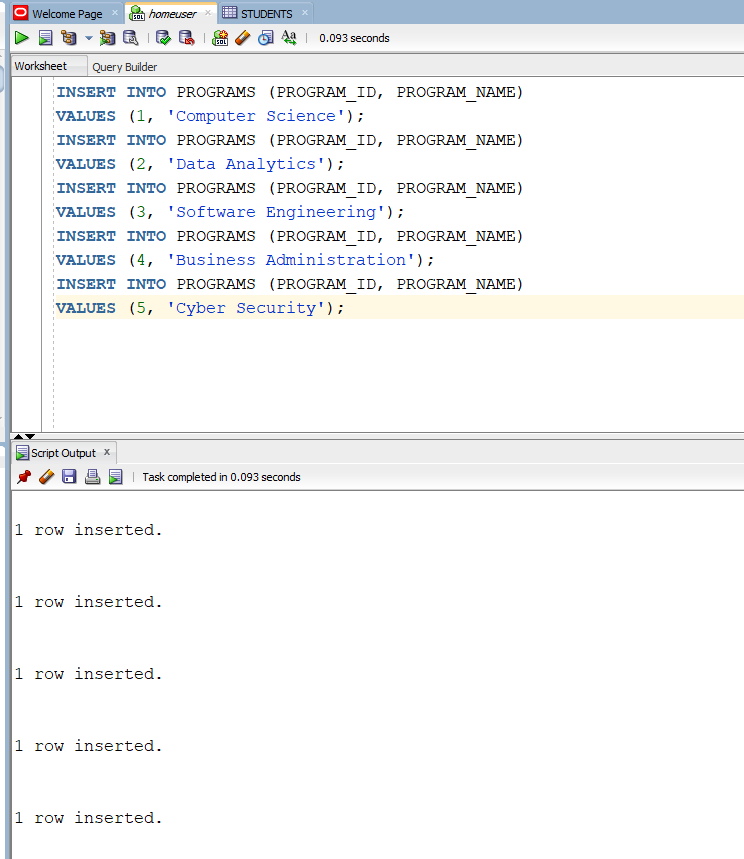 Welcome Page
homeuser
STUDENTS
0.093 seconds
Worksheet
Query Builder
INSERT INTO PROGRAMS (PROGRAM_ID, PROGRAM_NAME)
VALUES (1, 'Computer Science');
INSERT INTO PROGRAMS (PROGRAM_ID, PROGRAM_NAME)
VALUES (2, 'Data Analytics');
INSERT INTO PROGRAMS (PROGRAM_ID, PROGRAM_NAME)
VALUES (3, 'Software Engineering');
INSERT INTO PROGRAMS (PROGRAM_ID, PROGRAM_NAME)
VALUES (4, 'Business Administration');
INSERT INTO PROGRAMS (PROGRAM_ID, PROGRAM_NAME)
VALUES (5, 'Cyber Security');
Script Output x
Task completed in 0.093 seconds
1 row inserted.
1 row inserted.
1 row inserted.
1 row inserted.
1 row inserted.